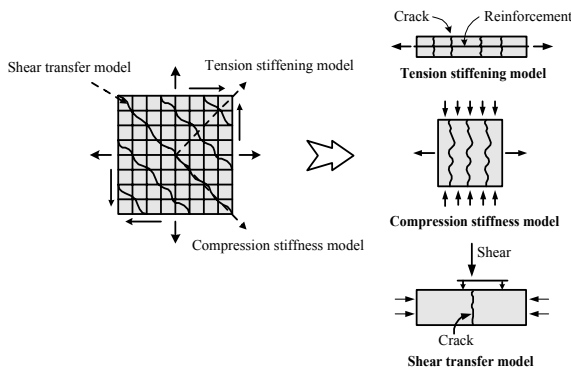 Crack
Reinforcement
Tension stiffening model
Shear transfer model
Tension stiffening model
Compression stiffness model
Compression stiffness model
Shear
Crack
Shear transfer model